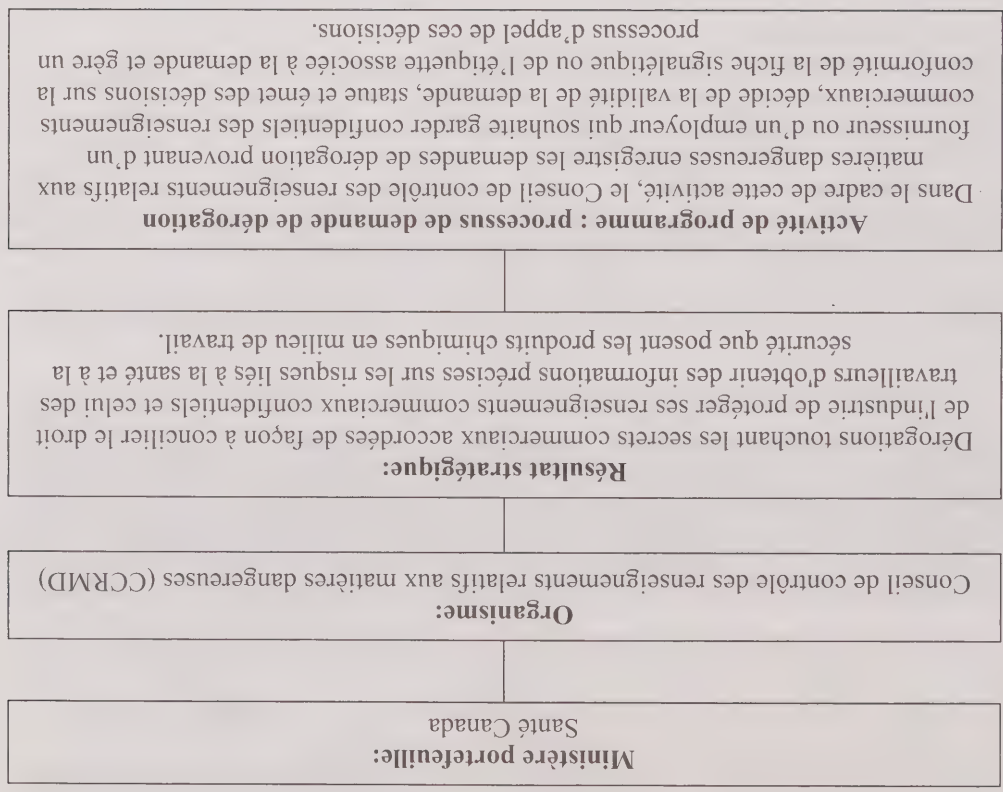 Ministère portefeuille:
Santé Canada
Organisme:
Conseil de contrôle des renseignements relatifs aux matières dangereuses (CCRMD)
Résultat stratégique:
Dérogations touchant les secrets commerciaux accordées de façon à concilier le droit
de l'industrie de protéger ses renseignements commerciaux confidentiels et celui des
travailleurs d'obtenir des informations précises sur les risques liés à la santé et à la
sécurité que posent les produits chimiques en milieu de travail.
Activité de programme : processus de demande de dérogation
Dans le cadre de cette activité, le Conseil de contrôle des renseignements relatifs aux
matières dangereuses enregistre les demandes de dérogation provenant d'un
fournisseur ou d'un employeur qui souhaite garder confidentiels des renseignements
commerciaux, décide de la validité de la demande, statue et émet des décisions sur la
conformité de la fiche signalétique ou de l'étiquette associée à la demande et gère un
processus d'appel de ces décisions.